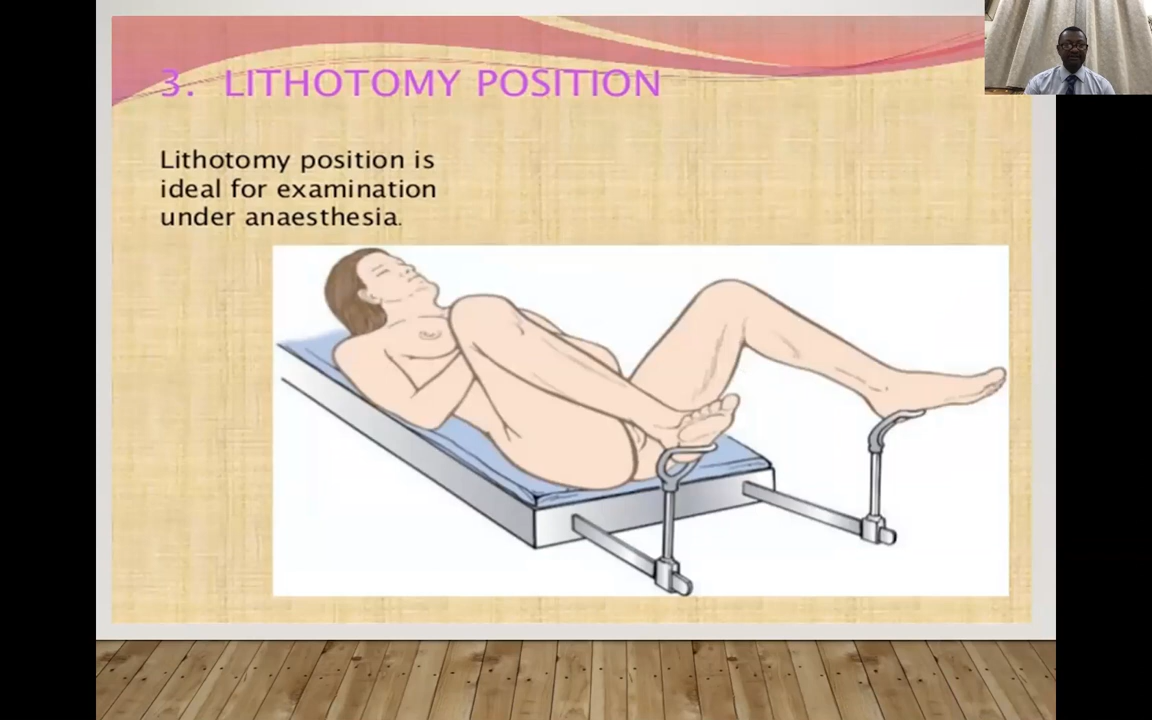 3. LITHOTOMY POSITION
Lithotomy position is
ideal for examination
under anaesthesia.